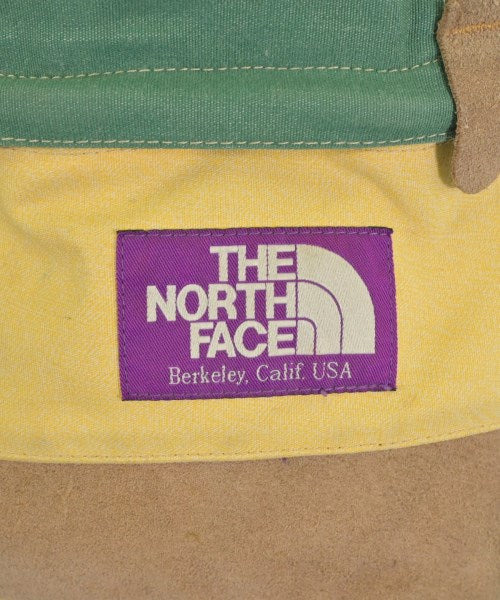 THE
NORTH
FACE
Berkeley, Calif. USA